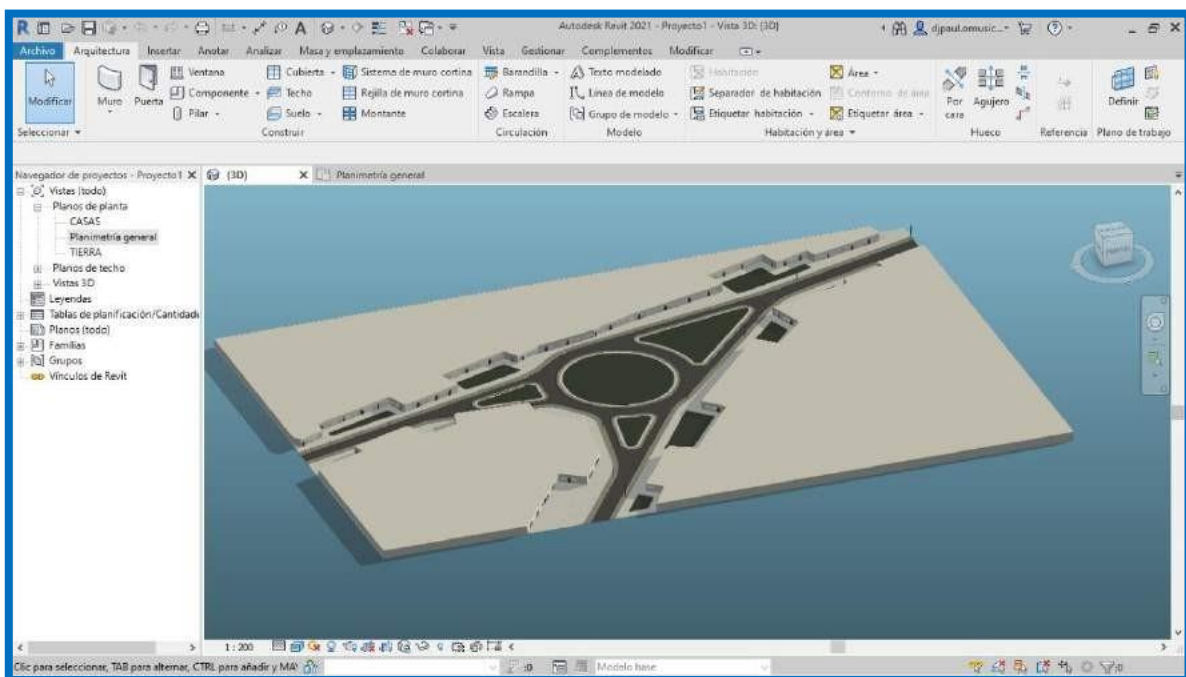 Autodesk Revit 2021 - Proyecto1 - Vista 3D: {3D}
djpaulomusic...
Archivo Arquitectura Insertar Anotar Analizar Masa y emplazamiento Colaborar Vista Gestionar Complementos Modificar
Modificar
Muro
Puerta
Ventana
Componente
Pilar
Cubierta
Techo
Suelo
Sistema de muro cortina
Rejilla de muro cortina
Montante
Barandilla
Rampa
Escalera
Texto modelado
Línea de modelo
Grupo de modelo
Habitación
Separador de habitación
Etiquetar habitación
Área
Contorno de área
Etiquetar área
Por cara
Agujero
Definir
Seleccionar Construir Circulación Modelo Habitación y área Hueco Referencia Plano de trabajo
Navegador de proyectos - Proyecto1
{3D}
Planimetría general
Vistas (todo)
Planos de planta
CASAS
Planimetría general
TIERRA
Planos de techo
Vistas 3D
Leyendas
Tablas de planificación/Cantidad
Planos (todo)
Familias
Grupos
Vínculos de Revit
1 : 200
Clic para seleccionar, TAB para alternar, CTRL para añadir y MAY
:0
Modelo base
:0